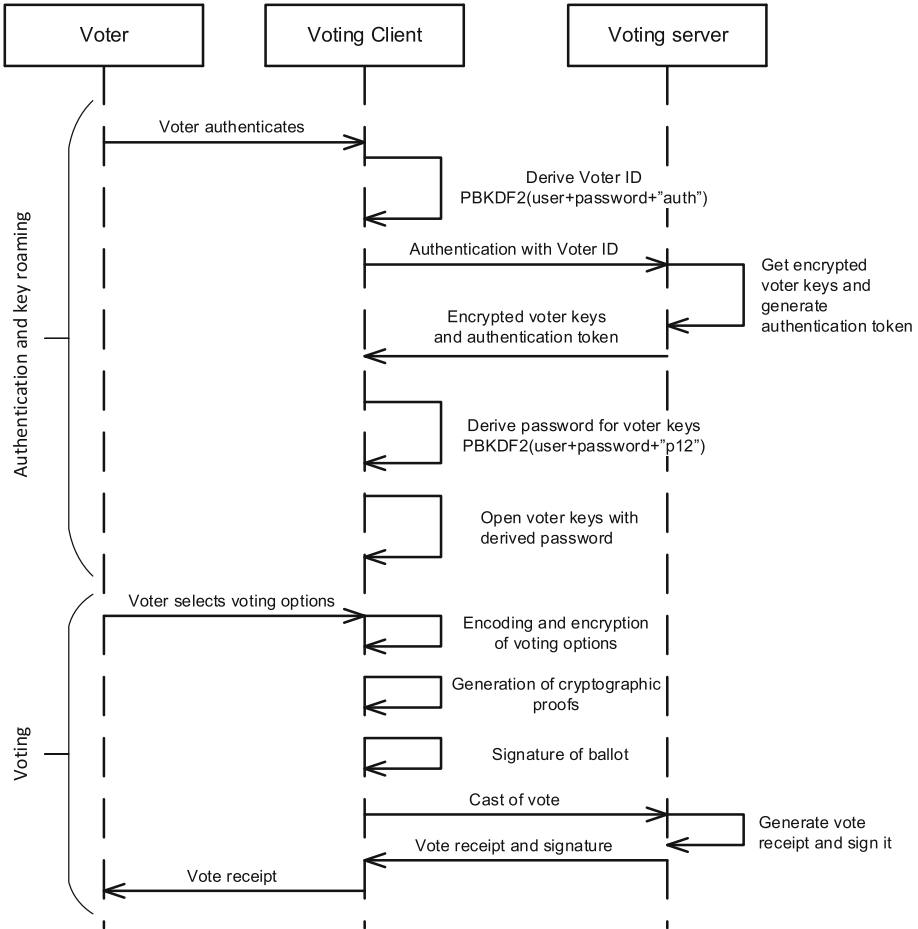 Voter
Voting Client
Voting server
Authentication and key roaming
Voter authenticates
Derive Voter ID
PBKDF2(user+password+”auth”)
Authentication with Voter ID
Get encrypted
voter keys and
generate
authentication token
Encrypted voter keys
and authentication token
Derive password for voter keys
PBKDF2(user+password+”p12”)
Open voter keys with
derived password
Voting
Voter selects voting options
Encoding and encryption
of voting options
Generation of cryptographic
proofs
Signature of ballot
Cast of vote
Generate vote
receipt and sign it
Vote receipt and signature
Vote receipt